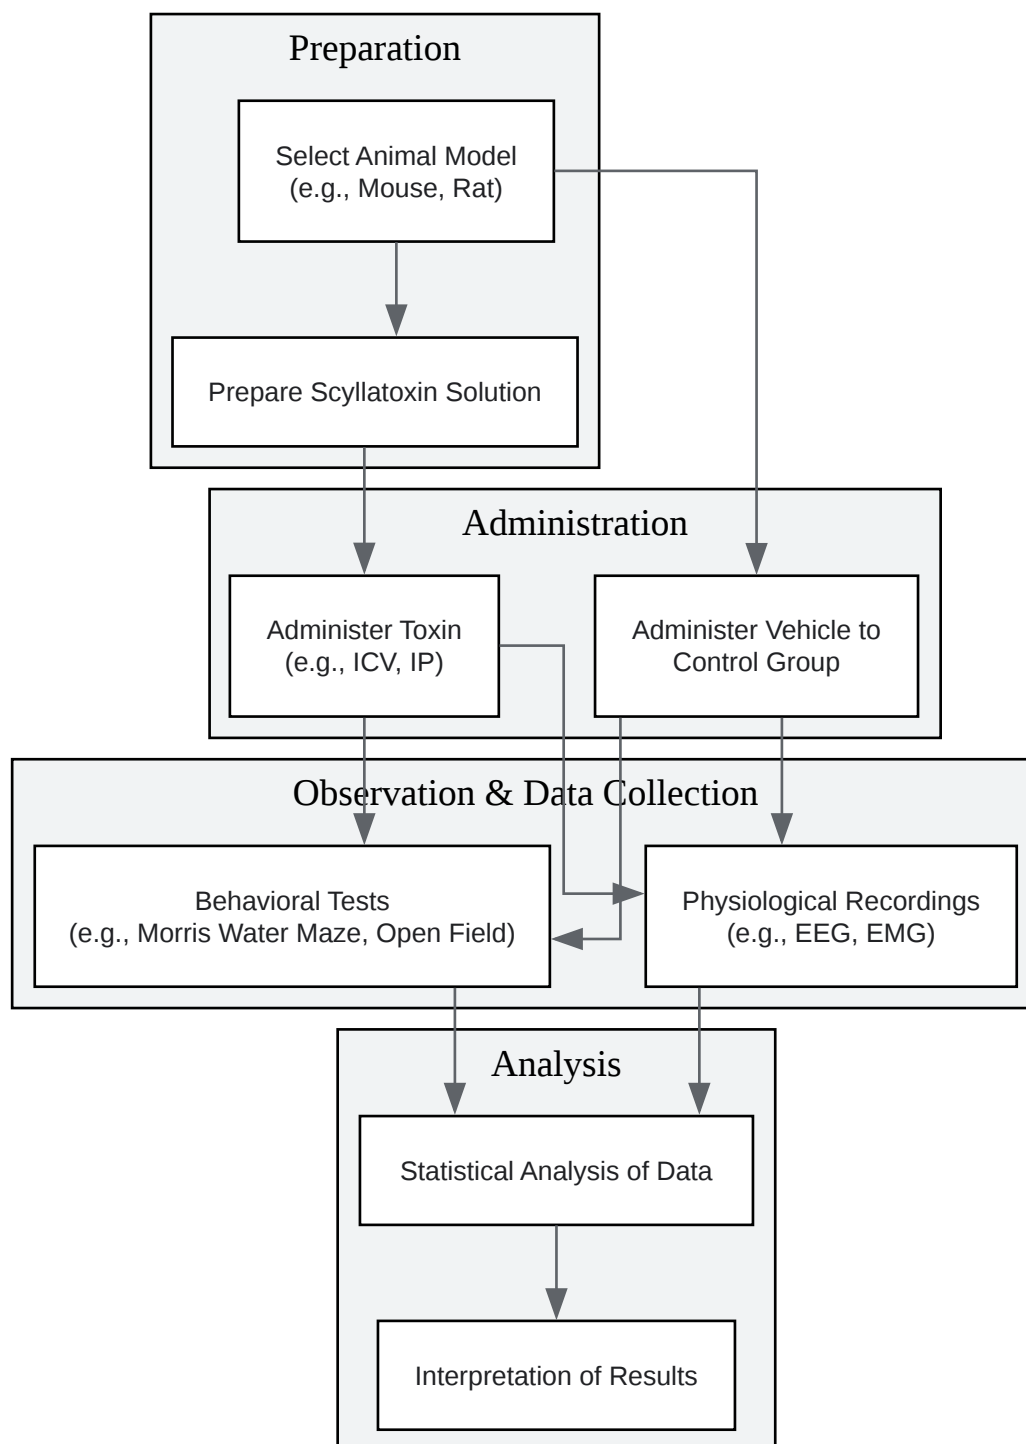 Preparation
Select Animal Model
(e.g., Mouse, Rat)
Prepare Scyllatoxin Solution
Administration
Administer Toxin
(e.g., ICV, IP)
Administer Vehicle to
Control Group
Observation & Data Collection
Behavioral Tests
(e.g., Morris Water Maze, Open Field)
Physiological Recordings
(e.g., EEG, EMG)
Analysis
Statistical Analysis of Data
Interpretation of Results